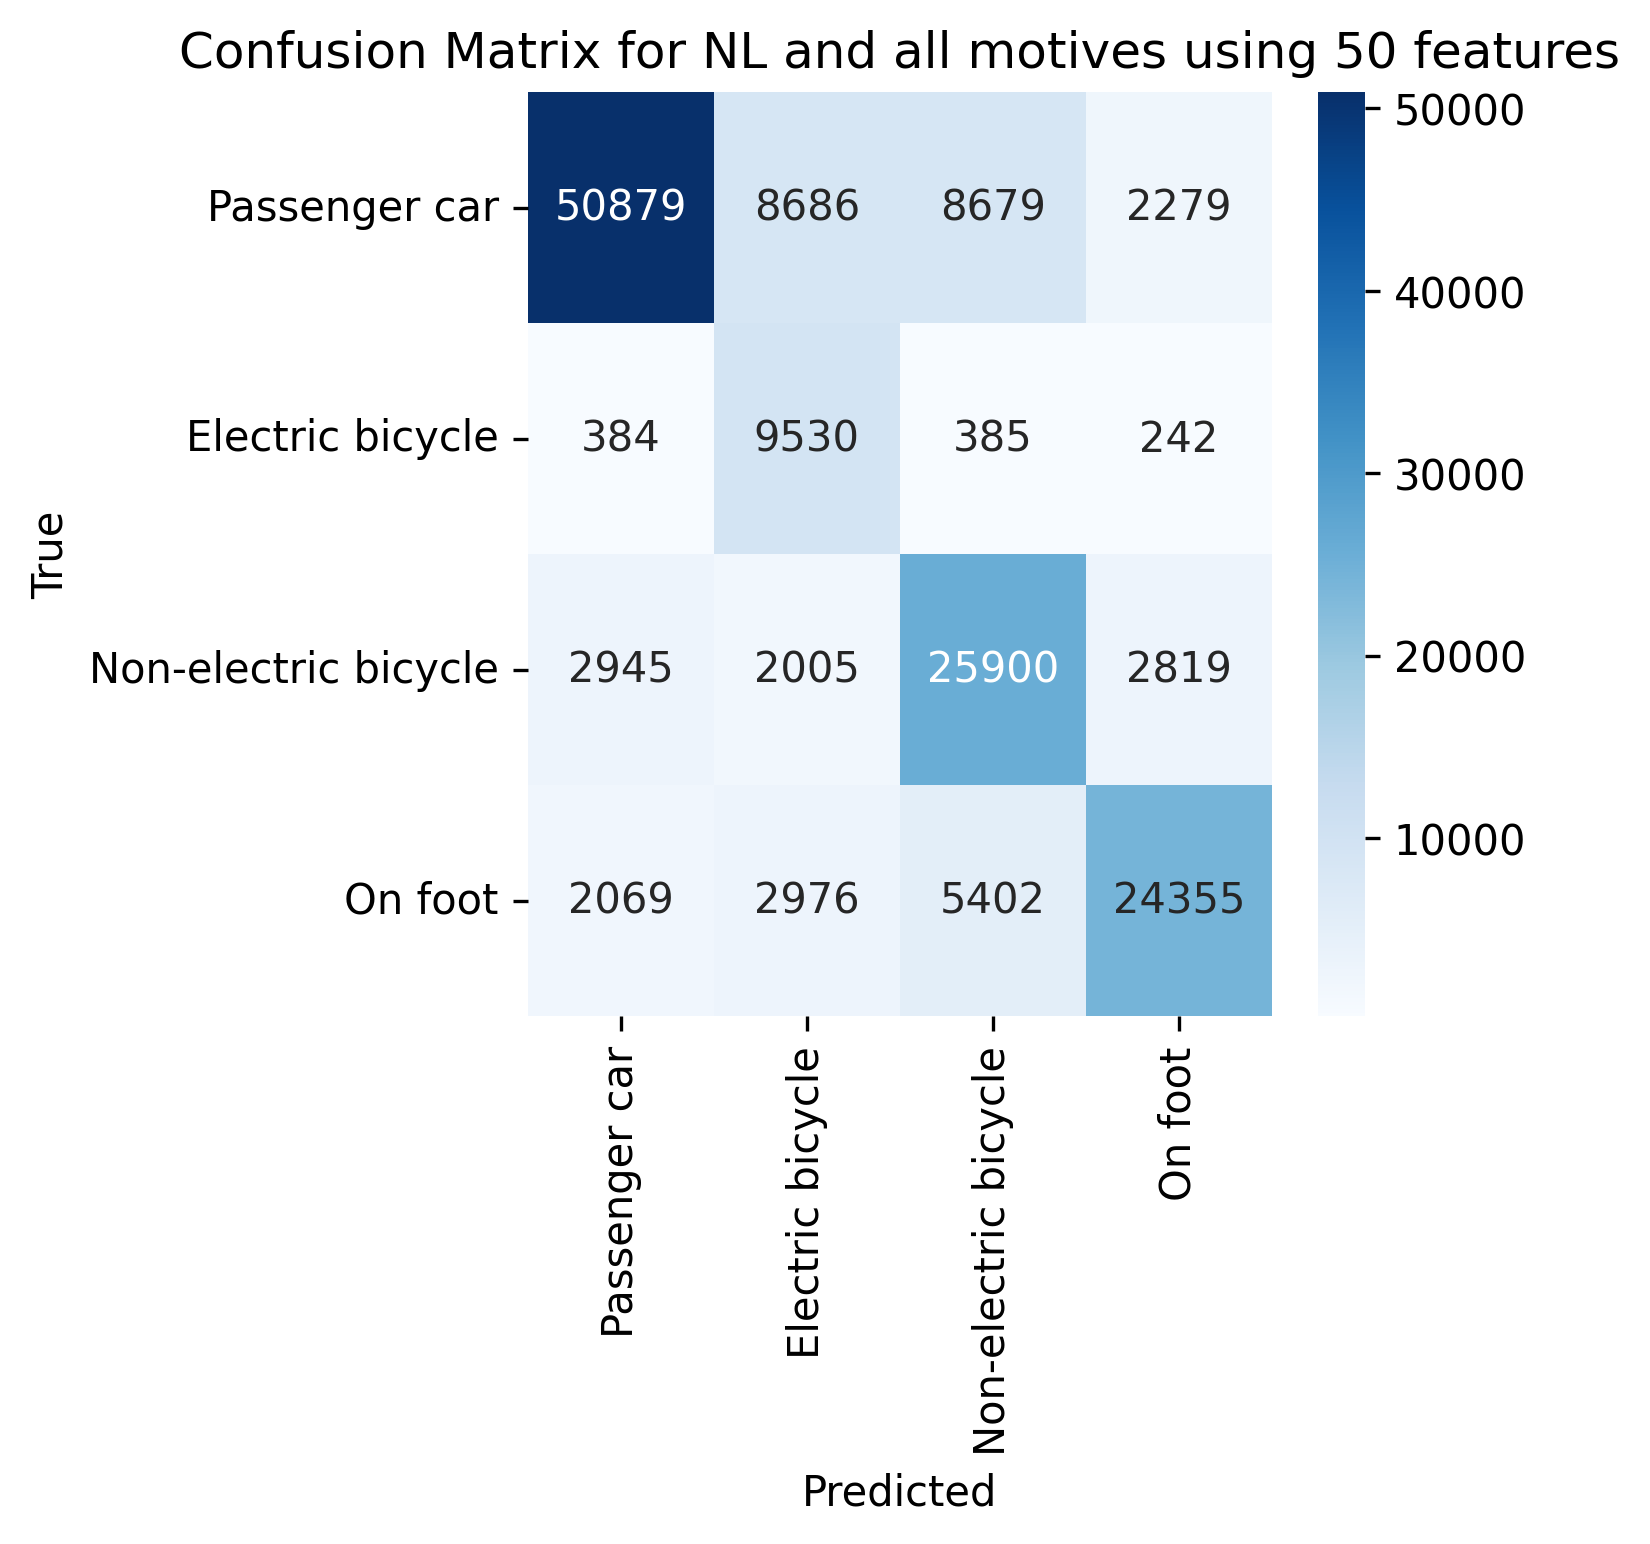 Confusion Matrix for NL and all motives using 50 features
Passenger car 50879 8686 8679 2279
Electric bicycle 384 9530 385 242
Non-electric bicycle 2945 2005 25900 2819
On foot 2069 2976 5402 24355
True
Passenger car
Electric bicycle
Non-electric bicycle
On foot
Predicted
50000
40000
30000
20000
10000